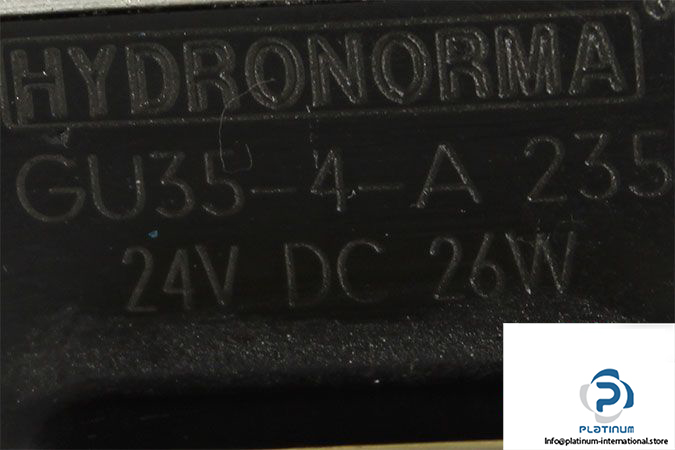 HYDRONORMA
GU35-4-A 235
24V DC 26W
PLATINUM
Info@platinum-international.store